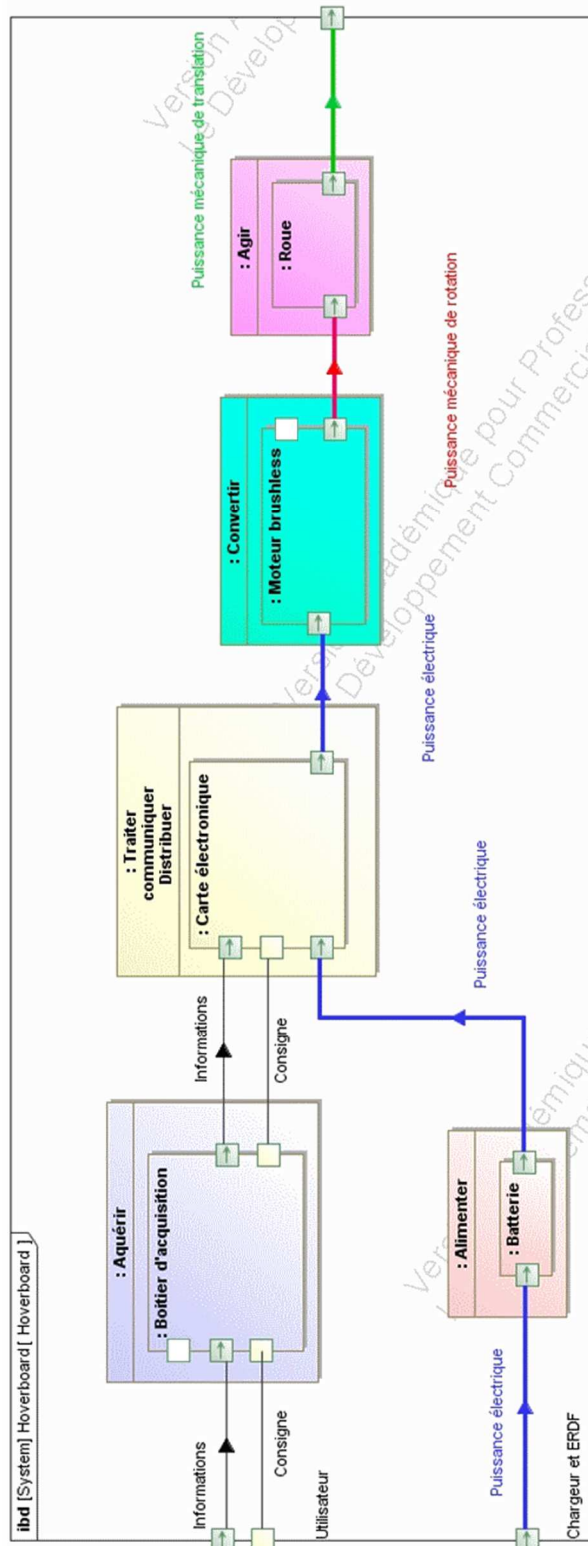 ibd [System] Hoverboard [ Hoverboard ]
Informations
Consigne
Utilisateur
: Aquérir
: Boitier d'acquisition
Informations
Consigne
: Traiter
communiquer
Distribuer
: Carte électronique
Puissance électrique
: Convertir
: Moteur brushless
Puissance mécanique de rotation
: Agir
: Roue
Puissance mécanique de translation
Puissance électrique
Chargeur et ERDF
: Alimenter
: Batterie
Puissance électrique